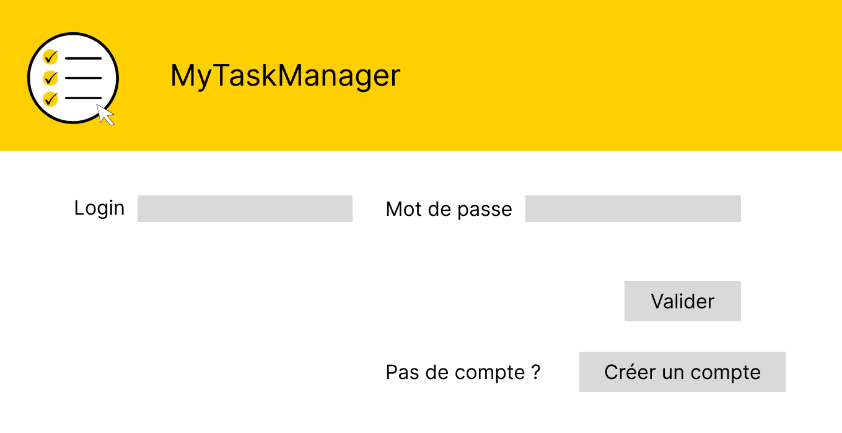 MyTaskManager
Login
Mot de passe
Valider
Pas de compte ?
Créer un compte